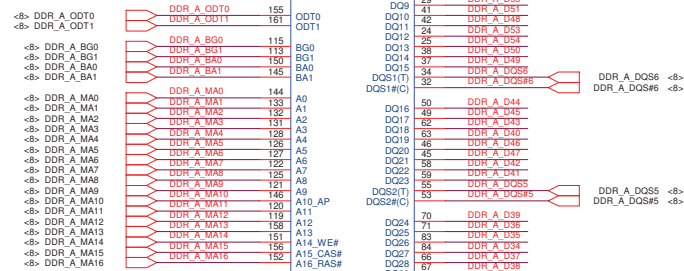 <8> DDR_A_ODT0 DDR_A_ODT0 155 ODT0
<8> DDR_A_ODT1 DDR_A_ODT1 161 ODT1
<8> DDR_A_BG0 DDR_A_BG0 115 BG0
<8> DDR_A_BG1 DDR_A_BG1 113 BG1
<8> DDR_A_BA0 DDR_A_BA0 150 BA0
<8> DDR_A_BA1 DDR_A_BA1 145 BA1
<8> DDR_A_MA0 DDR_A_MA0 144 A0
<8> DDR_A_MA1 DDR_A_MA1 133 A1
<8> DDR_A_MA2 DDR_A_MA2 132 A2
<8> DDR_A_MA3 DDR_A_MA3 131 A3
<8> DDR_A_MA4 DDR_A_MA4 128 A4
<8> DDR_A_MA5 DDR_A_MA5 126 A5
<8> DDR_A_MA6 DDR_A_MA6 127 A6
<8> DDR_A_MA7 DDR_A_MA7 122 A7
<8> DDR_A_MA8 DDR_A_MA8 125 A8
<8> DDR_A_MA9 DDR_A_MA9 121 A9
<8> DDR_A_MA10 DDR_A_MA10 146 A10_AP
<8> DDR_A_MA11 DDR_A_MA11 120 A11
<8> DDR_A_MA12 DDR_A_MA12 119 A12
<8> DDR_A_MA13 DDR_A_MA13 158 A13
<8> DDR_A_MA14 DDR_A_MA14 151 A14_WE#
<8> DDR_A_MA15 DDR_A_MA15 156 A15_CAS#
<8> DDR_A_MA16 DDR_A_MA16 152 A16_RAS#
DQ9 29
DQ10 41 DDR_A_D51
DQ11 42 DDR_A_D48
DQ12 24 DDR_A_D53
DQ13 25 DDR_A_D54
DQ14 38 DDR_A_D50
DQ15 37 DDR_A_D49
DQS1(T) 34 DDR_A_DQS6 DDR_A_DQS6 <8>
DQS1#(C) 32 DDR_A_DQS#6 DDR_A_DQS#6 <8>
DQ16 50 DDR_A_D44
DQ17 49 DDR_A_D45
DQ18 62 DDR_A_D43
DQ19 63 DDR_A_D40
DQ20 46 DDR_A_D46
DQ21 45 DDR_A_D47
DQ22 58 DDR_A_D42
DQ23 59 DDR_A_D41
DQS2(T) 55 DDR_A_DQS5 DDR_A_DQS5 <8>
DQS2#(C) 53 DDR_A_DQS#5 DDR_A_DQS#5 <8>
DQ24 70 DDR_A_D39
DQ25 71 DDR_A_D36
DQ26 83 DDR_A_D35
DQ27 84 DDR_A_D34
DQ28 66 DDR_A_D37
67 DDR_A_D38